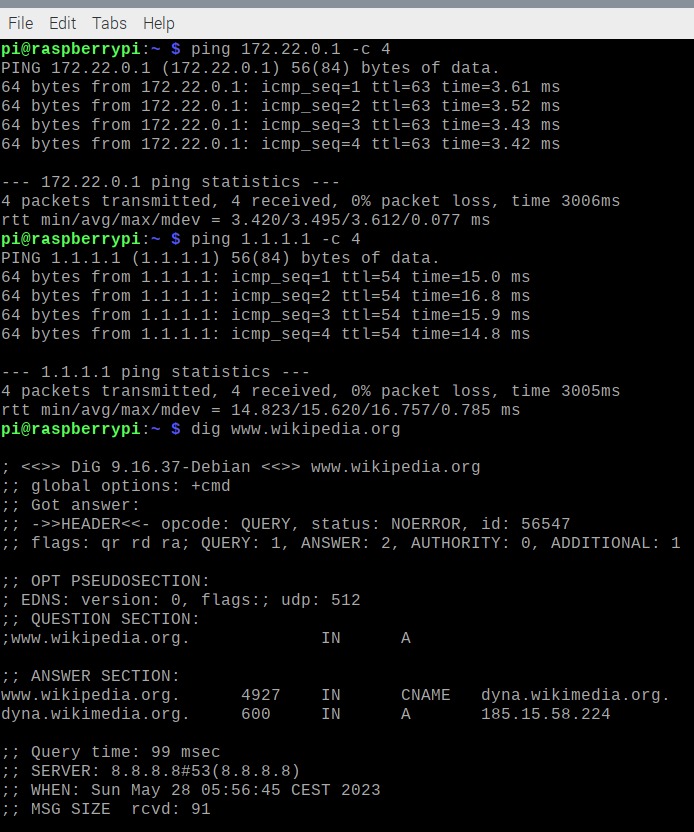 File Edit Tabs Help
pi@raspberrypi:~ $ ping 172.22.0.1 -c 4
PING 172.22.0.1 (172.22.0.1) 56(84) bytes of data.
64 bytes from 172.22.0.1: icmp_seq=1 ttl=63 time=3.61 ms
64 bytes from 172.22.0.1: icmp_seq=2 ttl=63 time=3.52 ms
64 bytes from 172.22.0.1: icmp_seq=3 ttl=63 time=3.43 ms
64 bytes from 172.22.0.1: icmp_seq=4 ttl=63 time=3.42 ms

--- 172.22.0.1 ping statistics ---
4 packets transmitted, 4 received, 0% packet loss, time 3006ms
rtt min/avg/max/mdev = 3.420/3.495/3.612/0.077 ms
pi@raspberrypi:~ $ ping 1.1.1.1 -c 4
PING 1.1.1.1 (1.1.1.1) 56(84) bytes of data.
64 bytes from 1.1.1.1: icmp_seq=1 ttl=54 time=15.0 ms
64 bytes from 1.1.1.1: icmp_seq=2 ttl=54 time=16.8 ms
64 bytes from 1.1.1.1: icmp_seq=3 ttl=54 time=15.9 ms
64 bytes from 1.1.1.1: icmp_seq=4 ttl=54 time=14.8 ms

--- 1.1.1.1 ping statistics ---
4 packets transmitted, 4 received, 0% packet loss, time 3005ms
rtt min/avg/max/mdev = 14.823/15.620/16.757/0.785 ms
pi@raspberrypi:~ $ dig www.wikipedia.org

; <<>> DiG 9.16.37-Debian <<>> www.wikipedia.org
;; global options: +cmd
;; Got answer:
;; ->>HEADER<<- opcode: QUERY, status: NOERROR, id: 56547
;; flags: qr rd ra; QUERY: 1, ANSWER: 2, AUTHORITY: 0, ADDITIONAL: 1

;; OPT PSEUDOSECTION:
; EDNS: version: 0, flags:; udp: 512
;; QUESTION SECTION:
;www.wikipedia.org. IN A

;; ANSWER SECTION:
www.wikipedia.org. 4927 IN CNAME dyna.wikimedia.org.
dyna.wikimedia.org. 600 IN A 185.15.58.224

;; Query time: 99 msec
;; SERVER: 8.8.8.8#53(8.8.8.8)
;; WHEN: Sun May 28 05:56:45 CEST 2023
;; MSG SIZE rcvd: 91